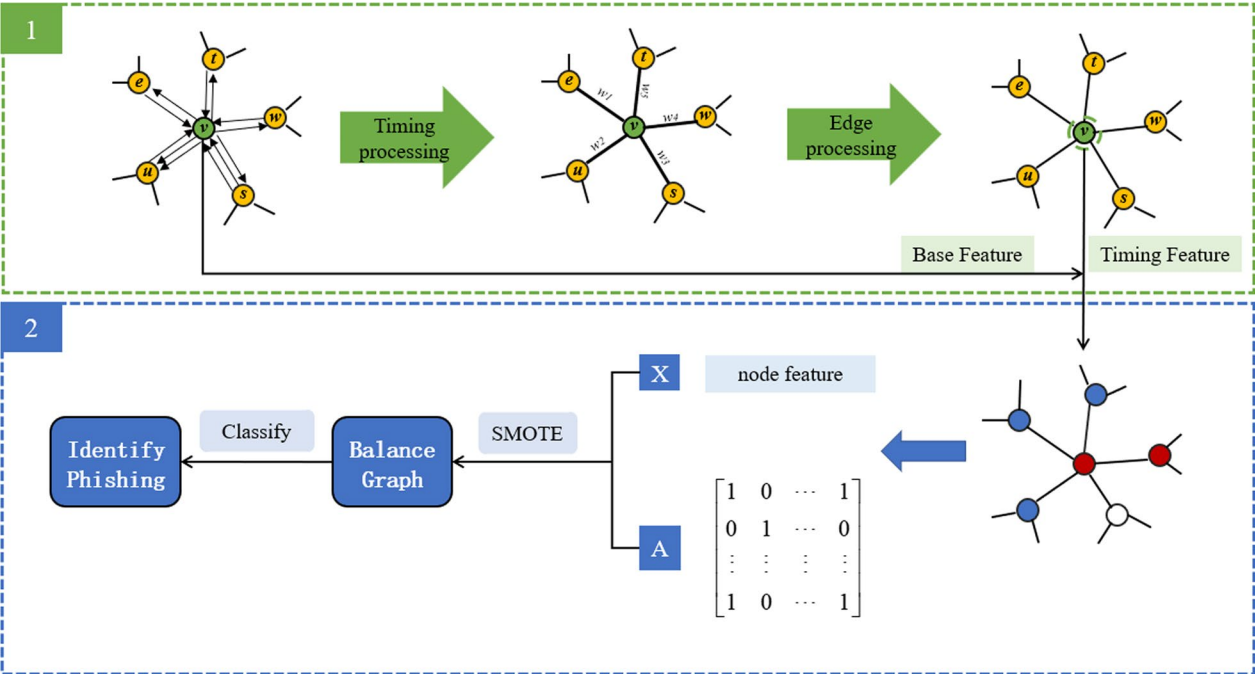 1
e
t
w
v
u
s
Timing
processing
e
t
w
v
u
s
w1
w5
w4
w2
w3
Edge
processing
e
t
w
v
u
s
Base Feature
Timing Feature
2
X
node feature
Identify
Phishing
Classify
Balance
Graph
SMOTE
A
1 0 ⋯ 1
0 1 ⋯ 0
⋮ ⋮ ⋮ ⋮
1 0 ⋯ 1